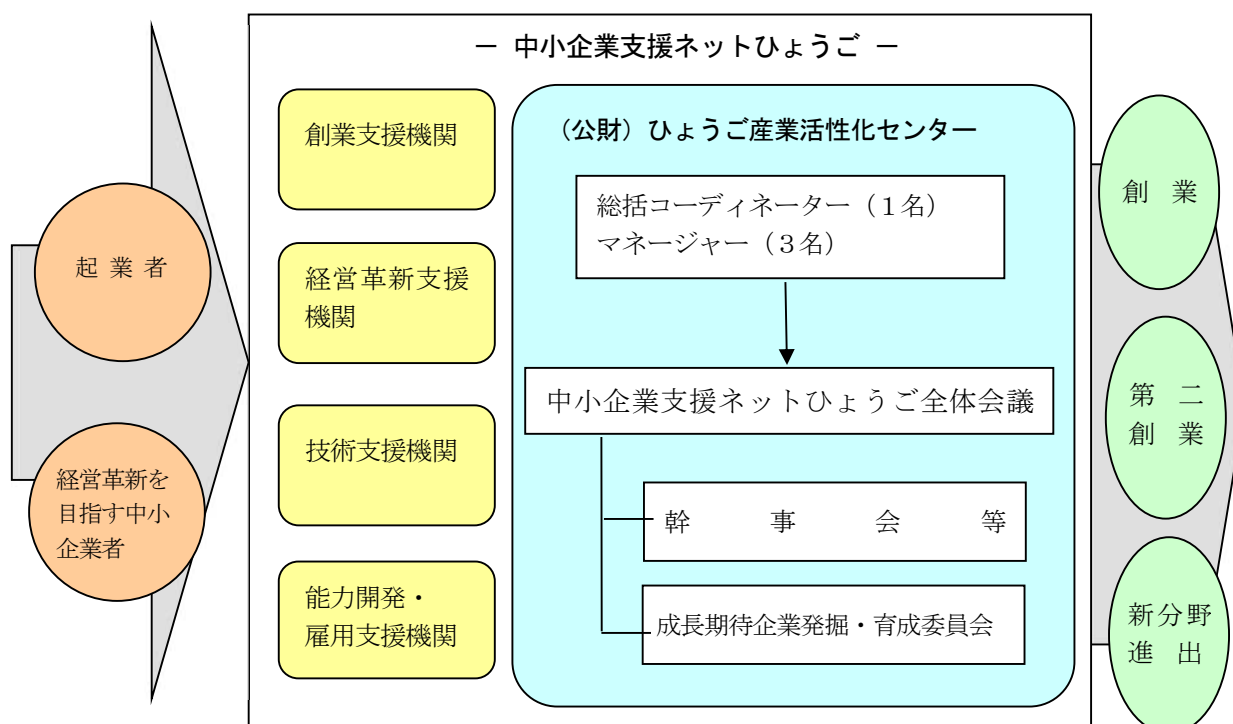 － 中小企業支援ネットひょうご －
起 業 者
経営革新を
目指す中小
企業者
創業支援機関
経営革新支援
機関
技術支援機関
能力開発・
雇用支援機関
（公財）ひょうご産業活性化センター
総括コーディネーター（１名）
マネージャー（３名）
中小企業支援ネットひょうご全体会議
幹 事 会 等
成長期待企業発掘・育成委員会
創 業
第 二
創 業
新分野
進 出